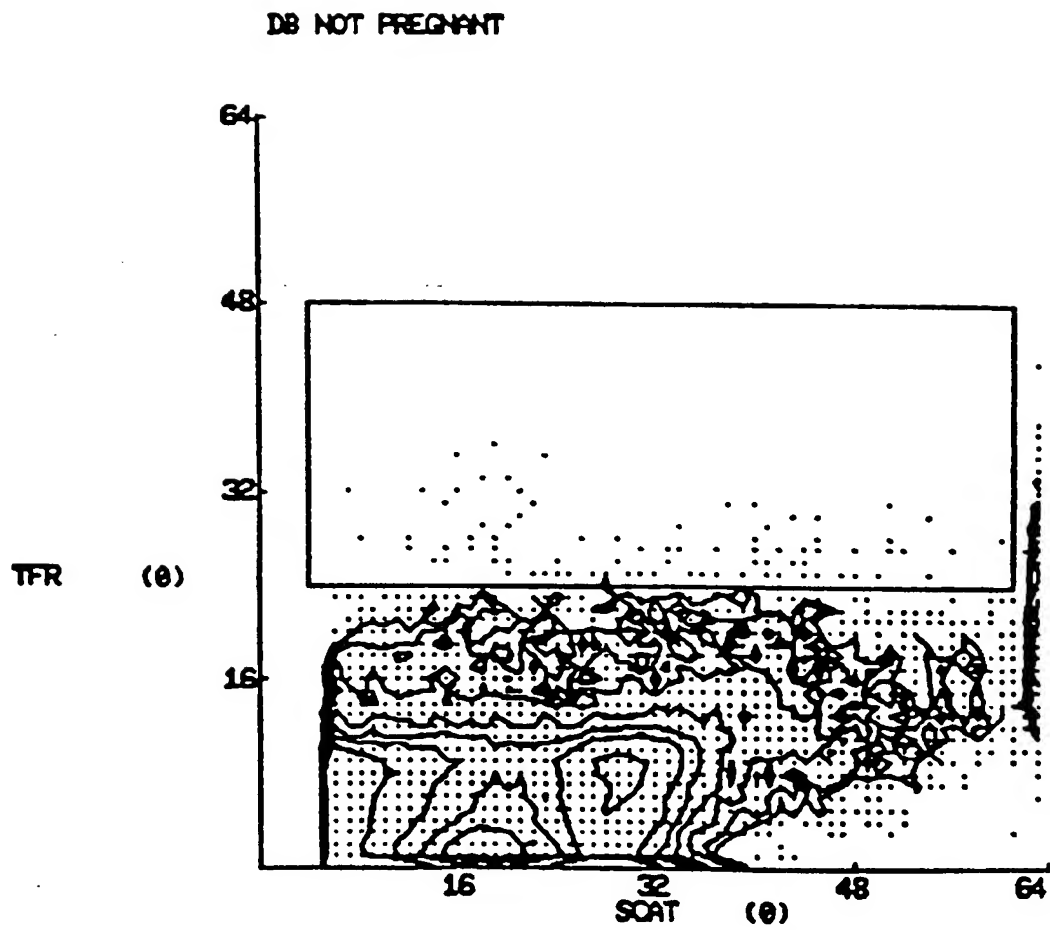 DB NOT PREGNANT
64
48
32
TFR (0)
16
16 32 48 64
SCAT (0)